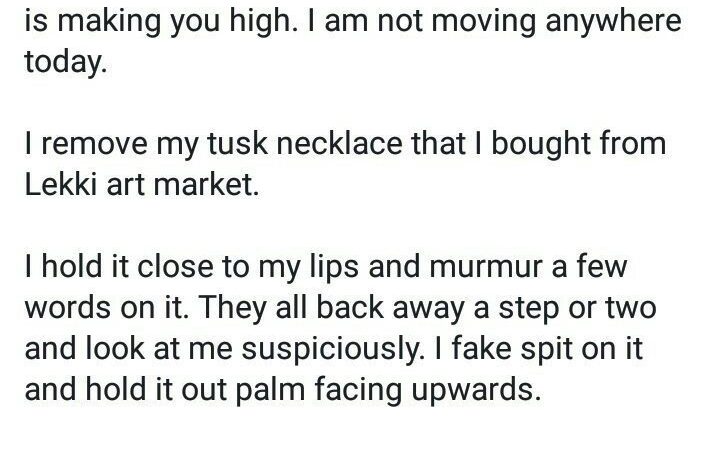 is making you high. I am not moving anywhere
today.
I remove my tusk necklace that I bought from
Lekki art market.
I hold it close to my lips and murmur a few
words on it. They all back away a step or two
and look at me suspiciously. I fake spit on it
and hold it out palm facing upwards.